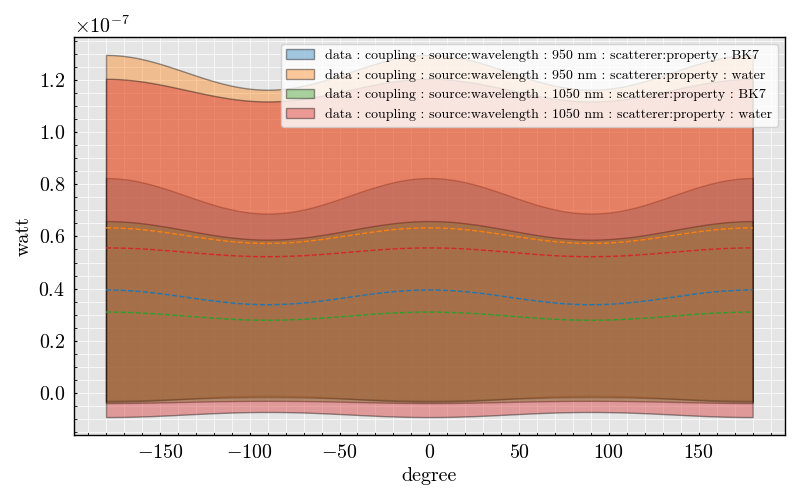 ×10⁻⁷
data : coupling : source:wavelength : 950 nm : scatterer:property : BK7
data : coupling : source:wavelength : 950 nm : scatterer:property : water
data : coupling : source:wavelength : 1050 nm : scatterer:property : BK7
data : coupling : source:wavelength : 1050 nm : scatterer:property : water
1.2
1.0
0.8
0.6
0.4
0.2
0.0
watt
−150 −100 −50 0 50 100 150
degree